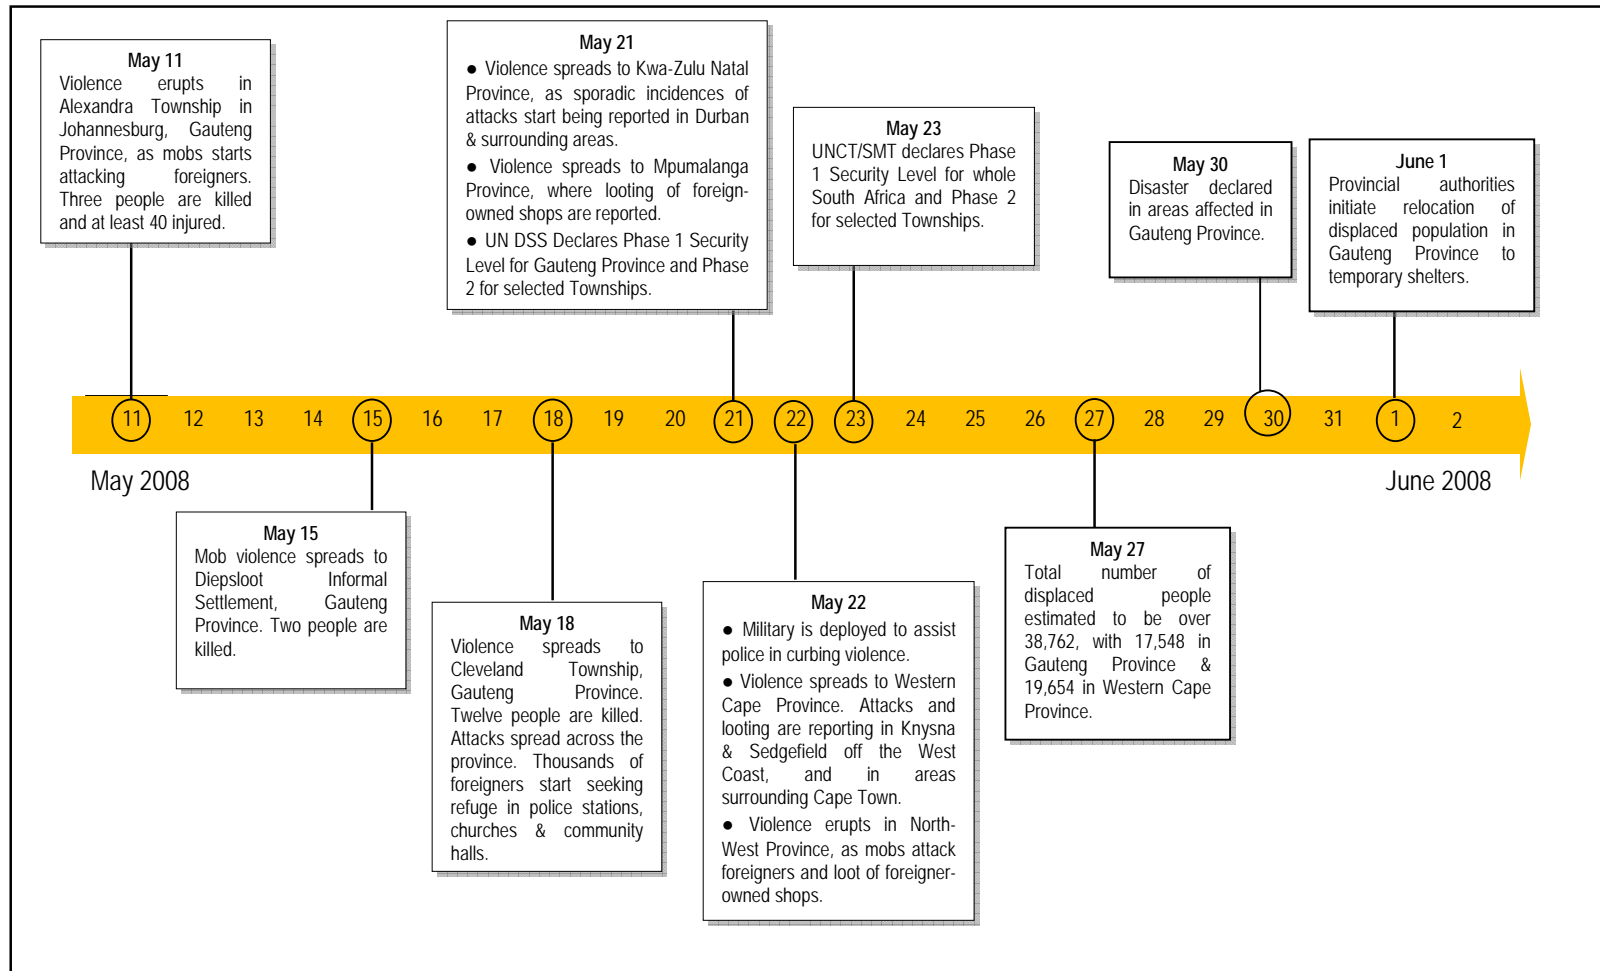 May 11
Violence erupts in
Alexandra Township in
Johannesburg, Gauteng
Province, as mobs starts
attacking foreigners.
Three people are killed
and at least 40 injured.
May 21
● Violence spreads to Kwa-Zulu Natal
Province, as sporadic incidences of
attacks start being reported in Durban
& surrounding areas.
● Violence spreads to Mpumalanga
Province, where looting of foreign-
owned shops are reported.
● UN DSS Declares Phase 1 Security
Level for Gauteng Province and Phase
2 for selected Townships.
May 23
UNCT/SMT declares Phase
1 Security Level for whole
South Africa and Phase 2
for selected Townships.
May 30
Disaster declared
in areas affected in
Gauteng Province.
June 1
Provincial authorities
initiate relocation of
displaced population in
Gauteng Province to
temporary shelters.
11 12 13 14 15 16 17 18 19 20 21 22 23 24 25 26 27 28 29 30 31 1 2
May 2008
June 2008
May 15
Mob violence spreads to
Diepsloot Informal
Settlement, Gauteng
Province. Two people are
killed.
May 18
Violence spreads to
Cleveland Township,
Gauteng Province.
Twelve people are killed.
Attacks spread across the
province. Thousands of
foreigners start seeking
refuge in police stations,
churches & community
halls.
May 22
● Military is deployed to assist
police in curbing violence.
● Violence spreads to Western
Cape Province. Attacks and
looting are reporting in Knysna
& Sedgefield off the West
Coast, and in areas
surrounding Cape Town.
● Violence erupts in North-
West Province, as mobs attack
foreigners and loot of foreigner-
owned shops.
May 27
Total number of
displaced people
estimated to be over
38,762, with 17,548 in
Gauteng Province &
19,654 in Western Cape
Province.